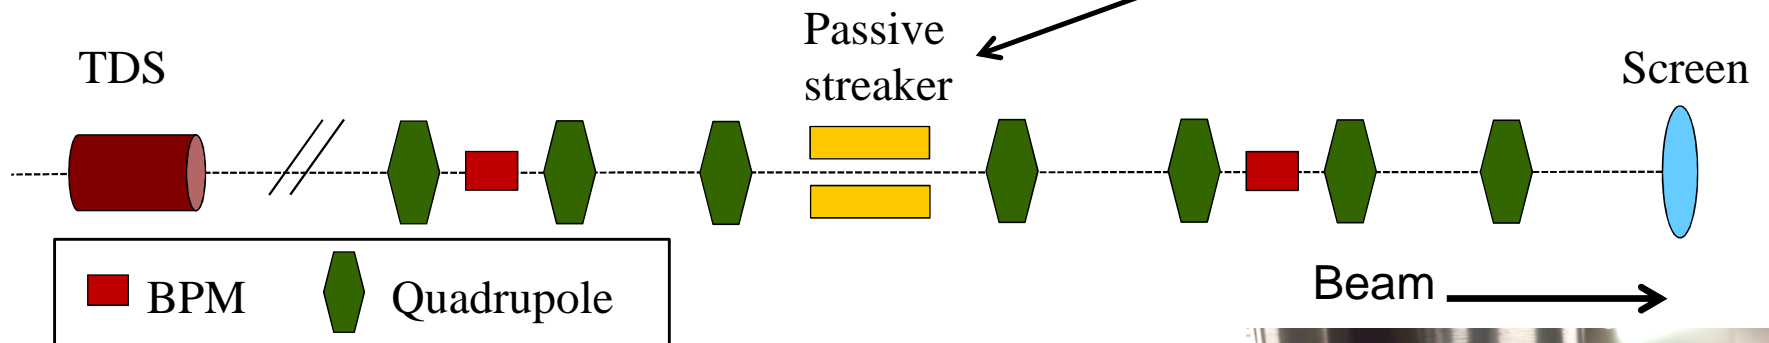 Passive
streaker
TDS
Screen
BPM
Quadrupole
Beam